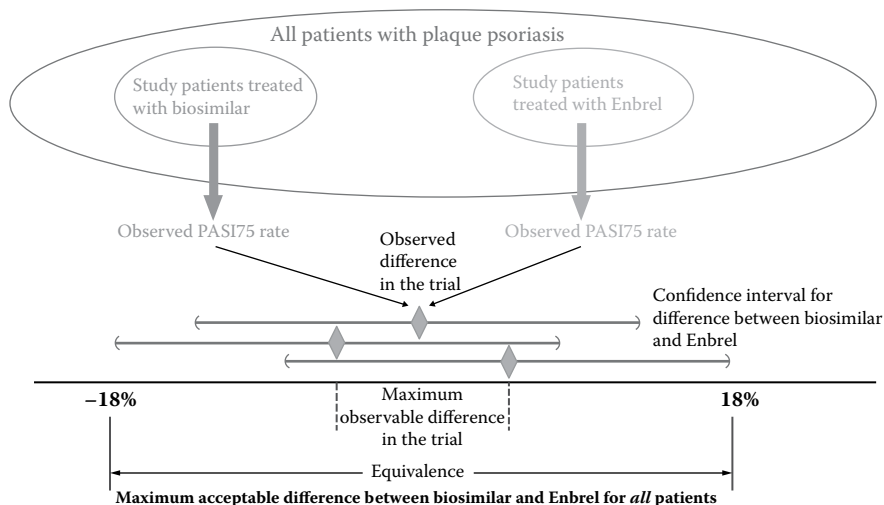 All patients with plaque psoriasis
Study patients treated
with biosimilar
Study patients
treated with Enbrel
Observed PASI75 rate
Observed PASI75 rate
Observed
difference
in the trial
Confidence interval for
difference between biosimilar
and Enbrel
–18%
Maximum
observable difference
in the trial
18%
Equivalence
Maximum acceptable difference between biosimilar and Enbrel for all patients